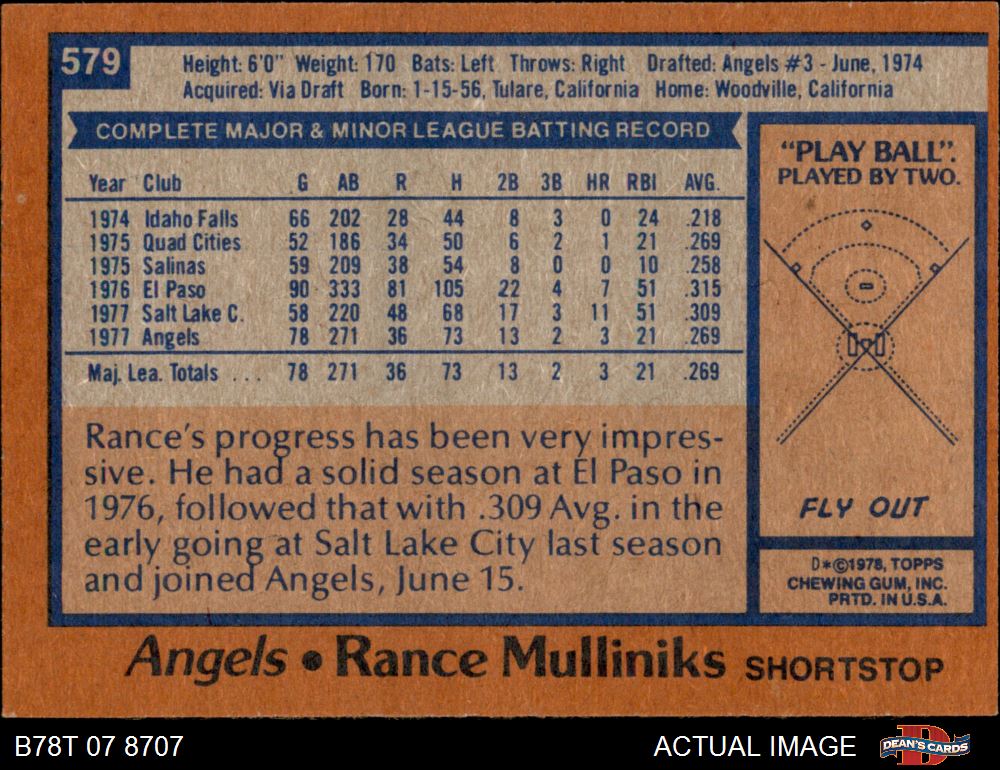 579
Height: 6'0" Weight: 170 Bats: Left Throws: Right Drafted: Angels #3 - June, 1974
Acquired: Via Draft Born: 1-15-56, Tulare, California Home: Woodville, California
COMPLETE MAJOR & MINOR LEAGUE BATTING RECORD
Year Club G AB R H 2B 3B HR RBI AVG.
1974 Idaho Falls 66 202 28 44 8 3 0 24 .218
1975 Quad Cities 52 186 34 50 6 2 1 21 .269
1975 Salinas 59 209 38 54 8 0 0 10 .258
1976 El Paso 90 333 81 105 22 4 7 51 .315
1977 Salt Lake C. 58 220 48 68 17 3 11 51 .309
1977 Angels 78 271 36 73 13 2 3 21 .269
Maj. Lea. Totals ... 78 271 36 73 13 2 3 21 .269
Rance's progress has been very impres-
sive. He had a solid season at El Paso in
1976, followed that with .309 Avg. in the
early going at Salt Lake City last season
and joined Angels, June 15.
"PLAY BALL".
PLAYED BY TWO.
FLY OUT
D*©1978, TOPPS
CHEWING GUM, INC.
PRTD. IN U.S.A.
Angels • Rance Mulliniks SHORTSTOP
B78T 07 8707
ACTUAL IMAGE
DEAN'S CARDS